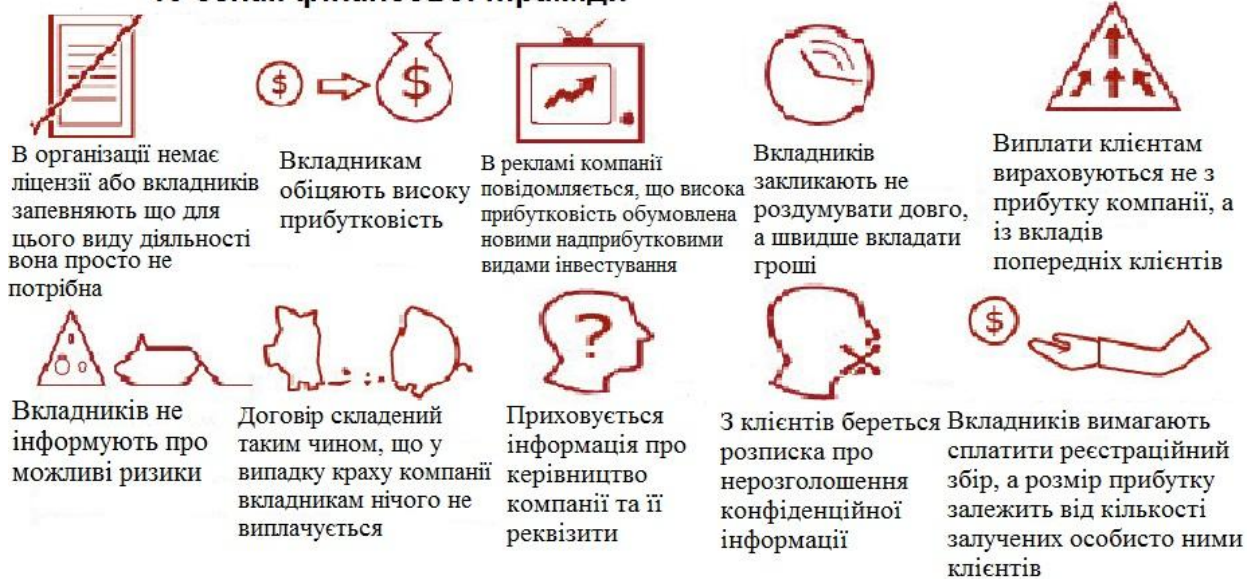 10 ознак фінансової піраміди
В організації немає
ліцензії або вкладників
запевняють що для
цього виду діяльності
вона просто не
потрібна
Вкладникам
обіцяють високу
прибутковість
В рекламі компанії
повідомляється, що висока
прибутковість обумовлена
новими надприбутковими
видами інвестування
Вкладників
закликають не
роздумувати довго,
а швидше вкладати
гроші
Виплати клієнтам
вираховуються не з
прибутку компанії, а
із вкладів
попередніх клієнтів
Вкладників не
інформують про
можливі ризики
Договір складений
таким чином, що у
випадку краху компанії
вкладникам нічого не
виплачується
Приховується
інформація про
керівництво
компанії та її
реквізити
З клієнтів береться
розписка про
нерозголошення
конфіденційної
інформації
Вкладників вимагають
сплатити реєстраційний
збір, а розмір прибутку
залежить від кількості
залучених особисто ними
клієнтів